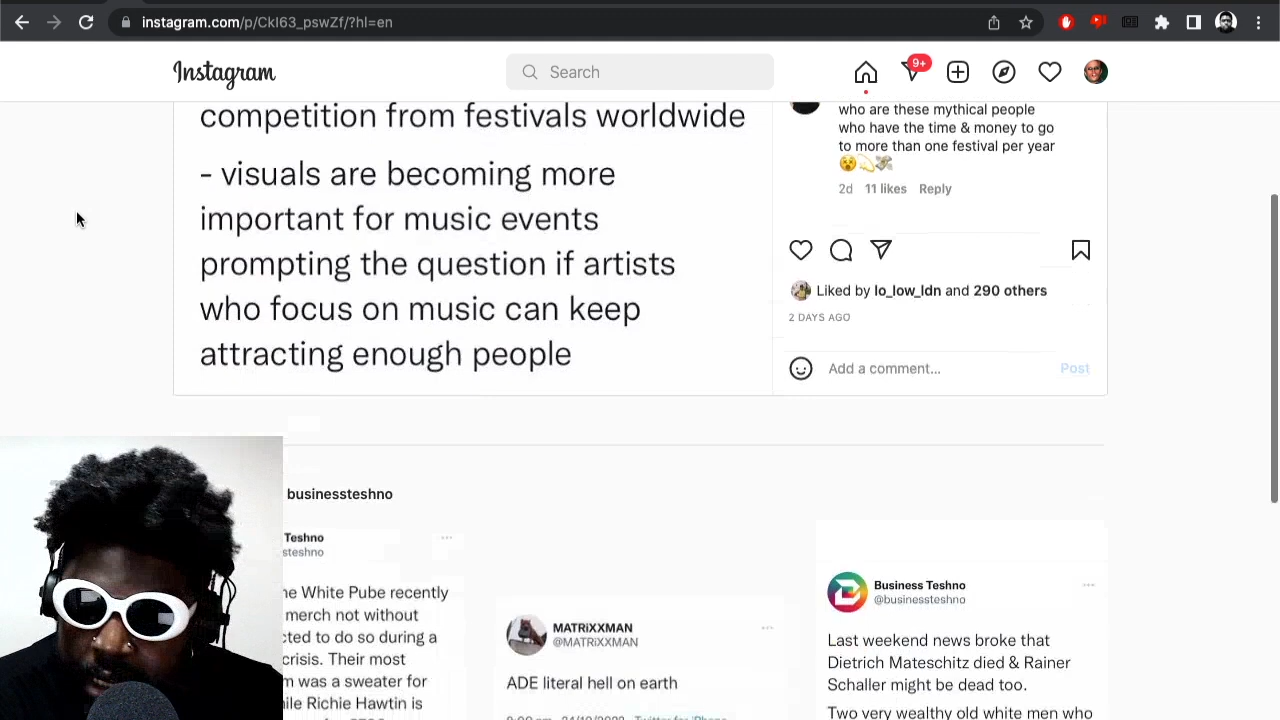 instagram.com/p/CkI63_pswZf/?hl=en
Instagram
Search
9+
competition from festivals worldwide
- visuals are becoming more
important for music events
prompting the question if artists
who focus on music can keep
attracting enough people
who are these mythical people
who have the time & money to go
to more than one festival per year
😵💫💸
2d 11 likes Reply
Liked by lo_low_ldn and 290 others
2 DAYS AGO
Add a comment... Post
businessteshno
Teshno
steshno
ne White Pube recently
merch not without
cted to do so during a
crisis. Their most
m was a sweater for
ile Richie Hawtin is
MATRiXXMAN
@MATRiXXMAN
ADE literal hell on earth
Business Teshno
@businessteshno
Last weekend news broke that
Dietrich Mateschitz died & Rainer
Schaller might be dead too.
Two very wealthy old white men who